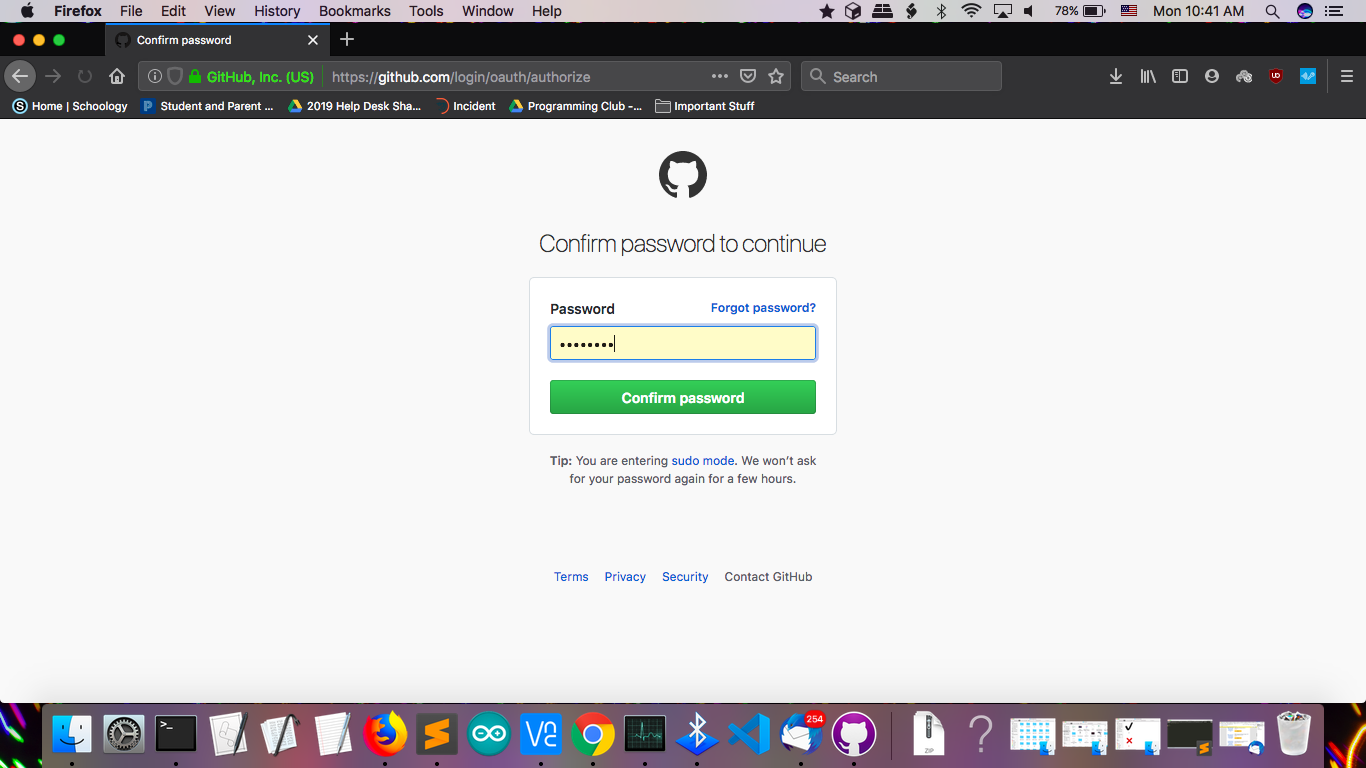 Firefox File Edit View History Bookmarks Tools Window Help 78% Mon 10:41 AM
Confirm password
GitHub, Inc. (US) https://github.com/login/oauth/authorize Search
Home | Schoology Student and Parent ... 2019 Help Desk Sha... Incident Programming Club -... Important Stuff
Confirm password to continue
Password Forgot password?
Confirm password
Tip: You are entering sudo mode. We won't ask
for your password again for a few hours.
Terms Privacy Security Contact GitHub
254
ZIP